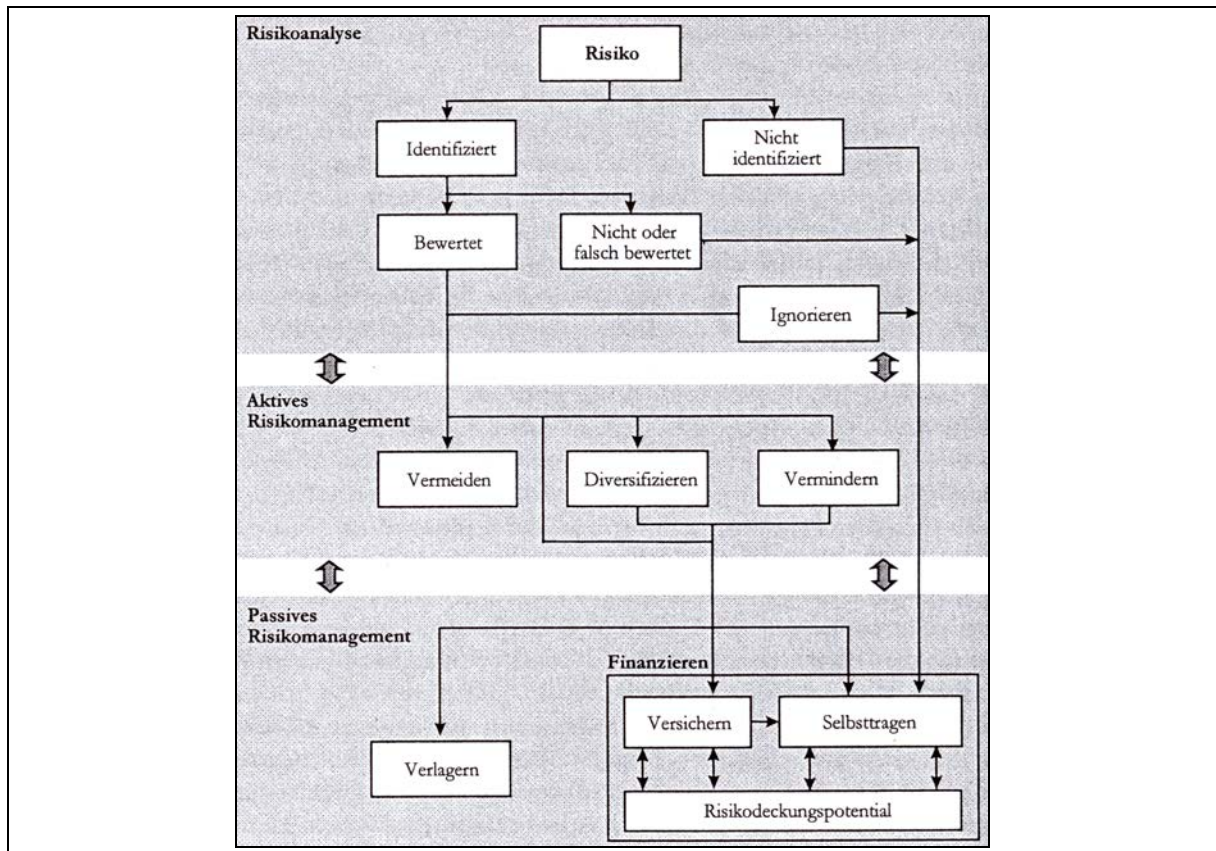 Risikoanalyse
Risiko
Identifiziert
Nicht
identifiziert
Bewertet
Nicht oder
falsch bewertet
Ignorieren
Aktives
Risikomanagement
Vermeiden
Diversifizieren
Vermindern
Passives
Risikomanagement
Finanzieren
Versichern
Selbsttragen
Verlagern
Risikodeckungspotential